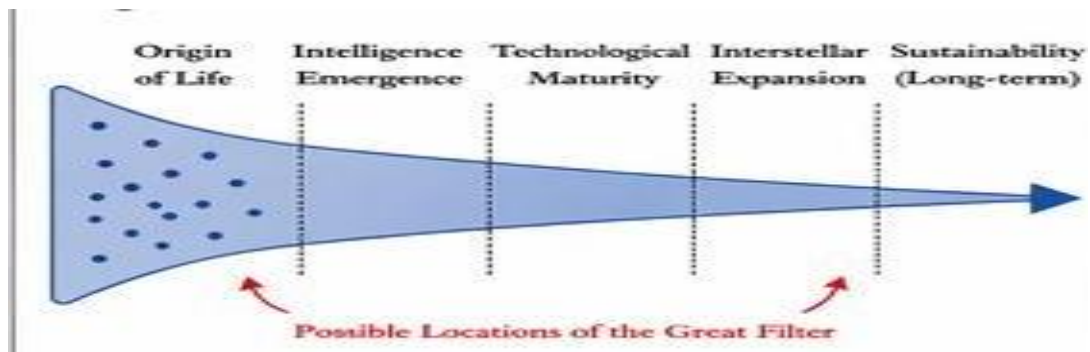 Origin
of Life
Intelligence
Emergence
Technological
Maturity
Interstellar
Expansion
Sustainability
(Long-term)
Possible Locations of the Great Filter